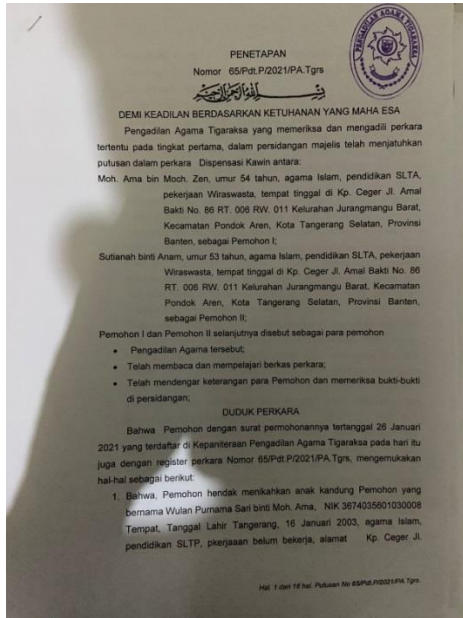 PENGADILAN AGAMA TIGARAKSA
PENETAPAN
Nomor 65/Pdt.P/2021/PA.Tgrs
DEMI KEADILAN BERDASARKAN KETUHANAN YANG MAHA ESA
Pengadilan Agama Tigaraksa yang memeriksa dan mengadili perkara
tertentu pada tingkat pertama, dalam persidangan majelis telah menjatuhkan
putusan dalam perkara Dispensasi Kawin antara:
Moh. Ama bin Moch. Zen, umur 54 tahun, agama Islam, pendidikan SLTA,
pekerjaan Wiraswasta, tempat tinggal di Kp. Ceger Jl. Amal
Bakti No. 86 RT. 006 RW. 011 Kelurahan Jurangmangu Barat,
Kecamatan Pondok Aren, Kota Tangerang Selatan, Provinsi
Banten, sebagai Pemohon I;
Sutianah binti Anam, umur 53 tahun, agama Islam, pendidikan SLTA, pekerjaan
Wiraswasta, tempat tinggal di Kp. Ceger Jl. Amal Bakti No. 86
RT. 006 RW. 011 Kelurahan Jurangmangu Barat, Kecamatan
Pondok Aren, Kota Tangerang Selatan, Provinsi Banten,
sebagai Pemohon II;
Pemohon I dan Pemohon II selanjutnya disebut sebagai para pemohon
• Pengadilan Agama tersebut;
• Telah membaca dan mempelajari berkas perkara;
• Telah mendengar keterangan para Pemohon dan memeriksa bukti-bukti
di persidangan;
DUDUK PERKARA
Bahwa Pemohon dengan surat permohonannya tertanggal 26 Januari
2021 yang terdaftar di Kepaniteraan Pengadilan Agama Tigaraksa pada hari itu
juga dengan register perkara Nomor 65/Pdt.P/2021/PA.Tgrs, mengemukakan
hal-hal sebagai berikut:
1. Bahwa, Pemohon hendak menikahkan anak kandung Pemohon yang
bernama Wulan Purnama Sari binti Moh. Ama, NIK 3674035601030008
Tempat, Tanggal Lahir Tangerang, 16 Januari 2003, agama Islam,
pendidikan SLTP, pkerjaaan belum bekerja, alamat Kp. Ceger Jl.
Hal. 1 dari 16 hal. Putusan No 65/Pdt.P/2021/PA.Tgrs.